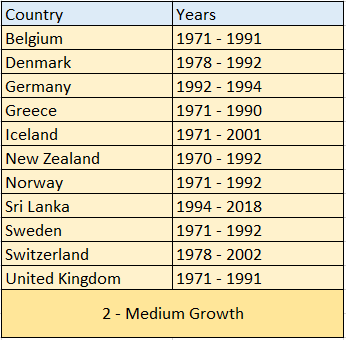 Country Years
Belgium 1971 - 1991
Denmark 1978 - 1992
Germany 1992 - 1994
Greece 1971 - 1990
Iceland 1971 - 2001
New Zealand 1970 - 1992
Norway 1971 - 1992
Sri Lanka 1994 - 2018
Sweden 1971 - 1992
Switzerland 1978 - 2002
United Kingdom 1971 - 1991
2 - Medium Growth